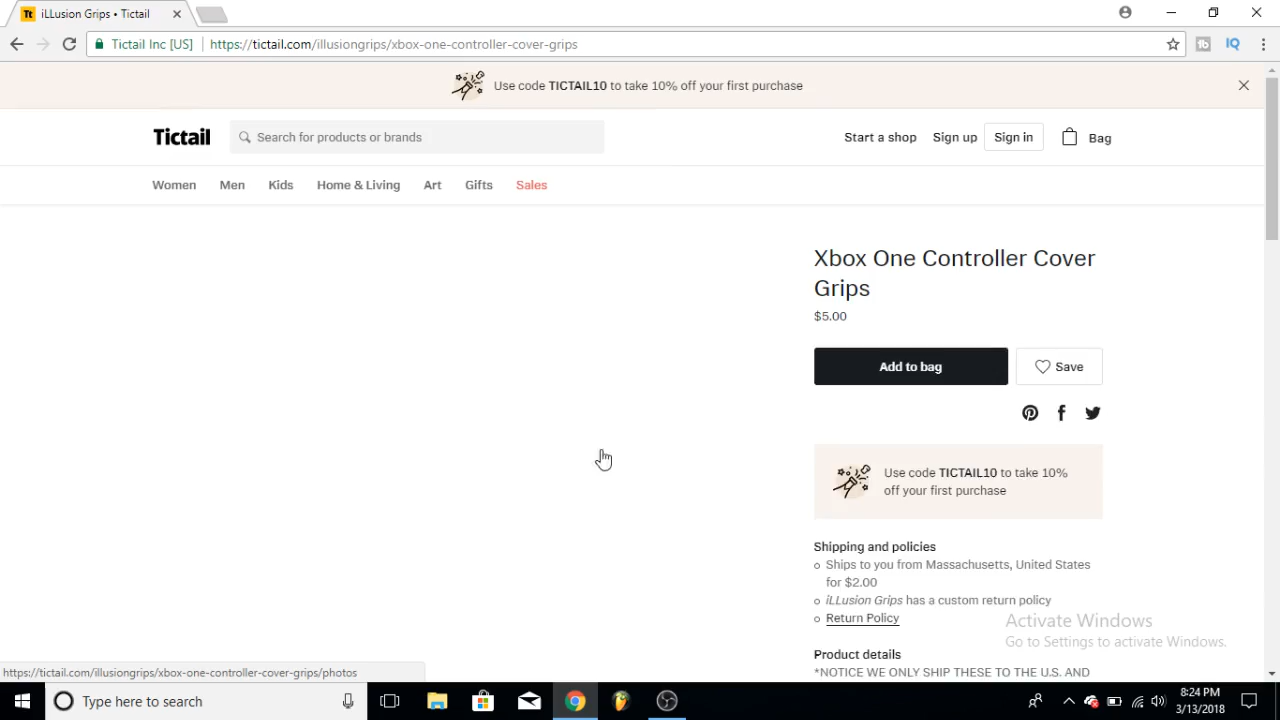 Tt iLLusion Grips • Tictail
Tictail Inc [US] https://tictail.com/illusiongrips/xbox-one-controller-cover-grips
tb IQ
Use code TICTAIL10 to take 10% off your first purchase
Tictail Search for products or brands Start a shop Sign up Sign in Bag
Women Men Kids Home & Living Art Gifts Sales
Xbox One Controller Cover
Grips
$5.00
Add to bag Save
Use code TICTAIL10 to take 10%
off your first purchase
Shipping and policies
Ships to you from Massachusetts, United States
for $2.00
iLLusion Grips has a custom return policy
Return Policy
Activate Windows
Go to Settings to activate Windows.
Product details
*NOTICE WE ONLY SHIP THESE TO THE U.S. AND
https://tictail.com/illusiongrips/xbox-one-controller-cover-grips/photos
Type here to search
8:24 PM
3/13/2018